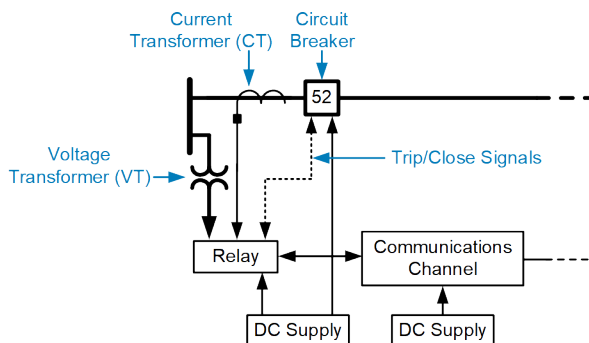 Current
Transformer (CT)
Circuit
Breaker
52
Voltage
Transformer (VT)
Trip/Close Signals
Relay
Communications
Channel
DC Supply
DC Supply